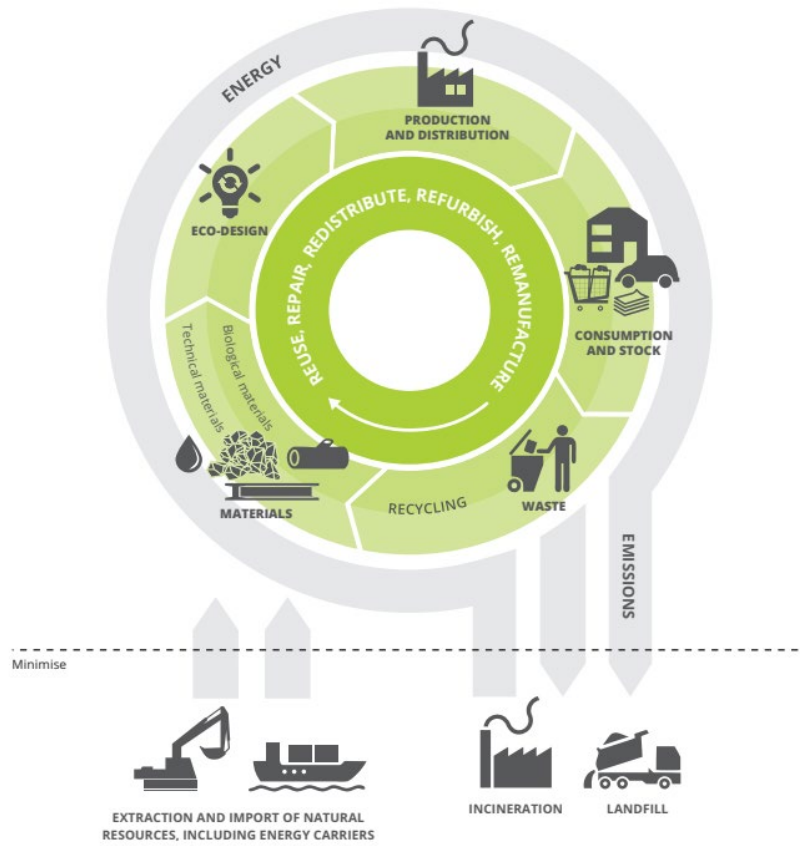 ENERGY
PRODUCTION
AND DISTRIBUTION
ECO-DESIGN
REUSE, REPAIR, REDISTRIBUTE, REFURBISH, REMANUFACTURE
CONSUMPTION
AND STOCK
Technical materials
Biological materials
MATERIALS
RECYCLING
WASTE
EMISSIONS
Minimise
EXTRACTION AND IMPORT OF NATURAL
RESOURCES, INCLUDING ENERGY CARRIERS
INCINERATION
LANDFILL